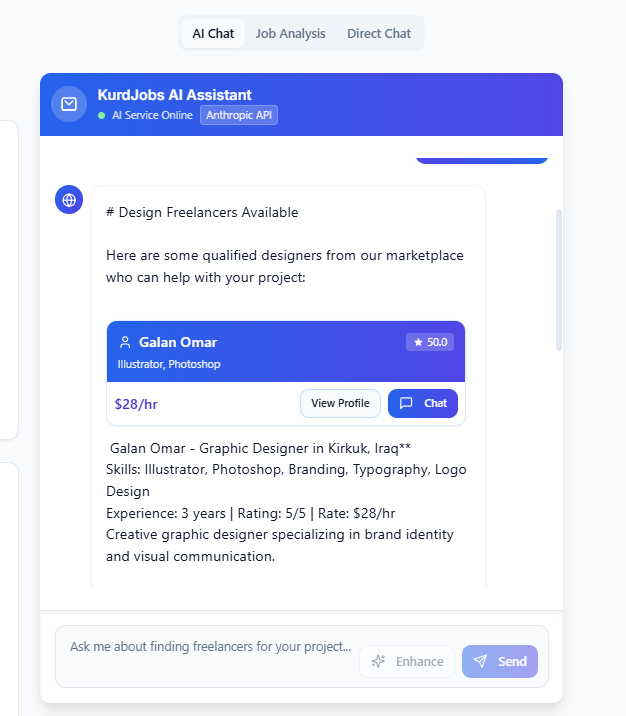 AI Chat
Job Analysis
Direct Chat
KurdJobs AI Assistant
AI Service Online
Anthropic API
# Design Freelancers Available
Here are some qualified designers from our marketplace
who can help with your project:
Galan Omar
50.0
Illustrator, Photoshop
$28/hr
View Profile
Chat
Galan Omar - Graphic Designer in Kirkuk, Iraq**
Skills: Illustrator, Photoshop, Branding, Typography, Logo
Design
Experience: 3 years | Rating: 5/5 | Rate: $28/hr
Creative graphic designer specializing in brand identity
and visual communication.
Ask me about finding freelancers for your project...
Enhance
Send